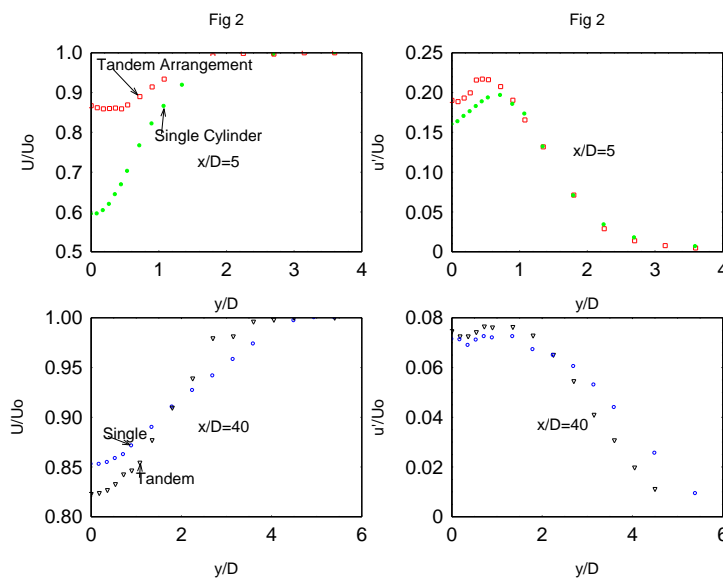 Fig 2
U/Uo
1.0
0.9
0.8
0.7
0.6
0.5
Tandem Arrangement
Single Cylinder
x/D=5
0 1 2 3 4
y/D
Fig 2
u'/Uo
0.25
0.20
0.15
0.10
0.05
0
x/D=5
0 1 2 3 4
y/D
U/Uo
1.00
0.95
0.90
0.85
0.80
Single
x/D=40
Tandem
0 2 4 6
y/D
u'/Uo
0.08
0.06
0.04
0.02
0
x/D=40
0 2 4 6
y/D